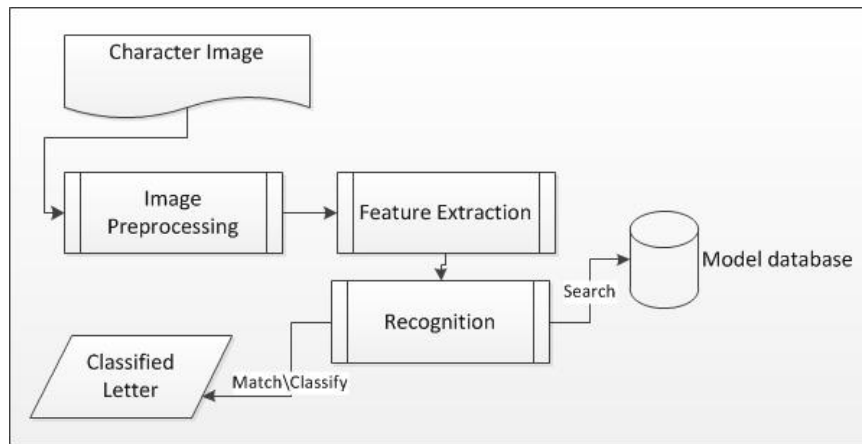 Character Image
Image
Preprocessing
Feature Extraction
Model database
Search
Recognition
Classified
Letter
Match\Classify